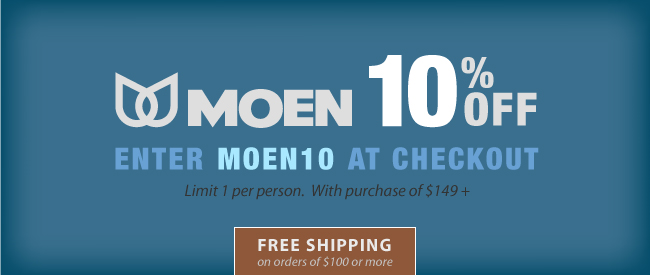 MOEN 10% OFF
ENTER MOEN10 AT CHECKOUT
Limit 1 per person. With purchase of $149 +
FREE SHIPPING
on orders of $100 or more